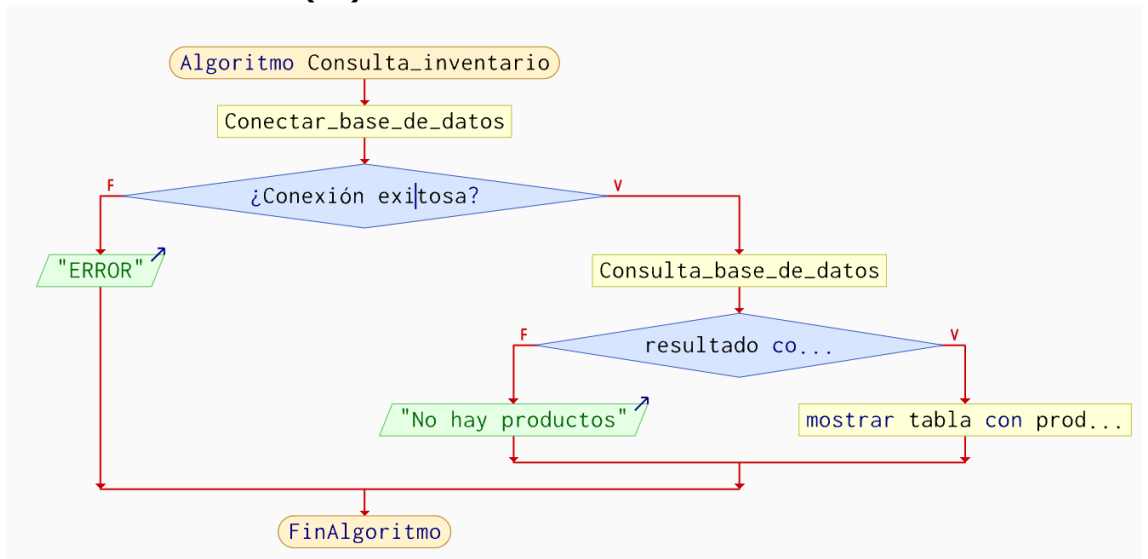 Algoritmo Consulta_inventario
Conectar_base_de_datos
F
¿Conexión exitosa?
V
"ERROR"
Consulta_base_de_datos
F
resultado co...
V
"No hay productos"
mostrar tabla con prod...
FinAlgoritmo